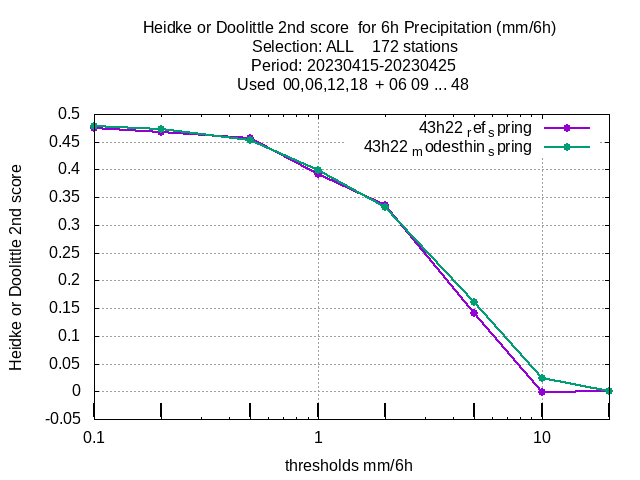 Heidke or Doolittle 2nd score  for 6h Precipitation (mm/6h)
Selection: ALL    172 stations
Period: 20230415-20230425
Used  00,06,12,18  + 06 09 ... 48
43h22 ref spring
43h22 modesthin spring
0.5
0.45
0.4
0.35
0.3
0.25
0.2
0.15
0.1
0.05
0
-0.05
Heidke or Doolittle 2nd score
0.1 1 10
thresholds mm/6h